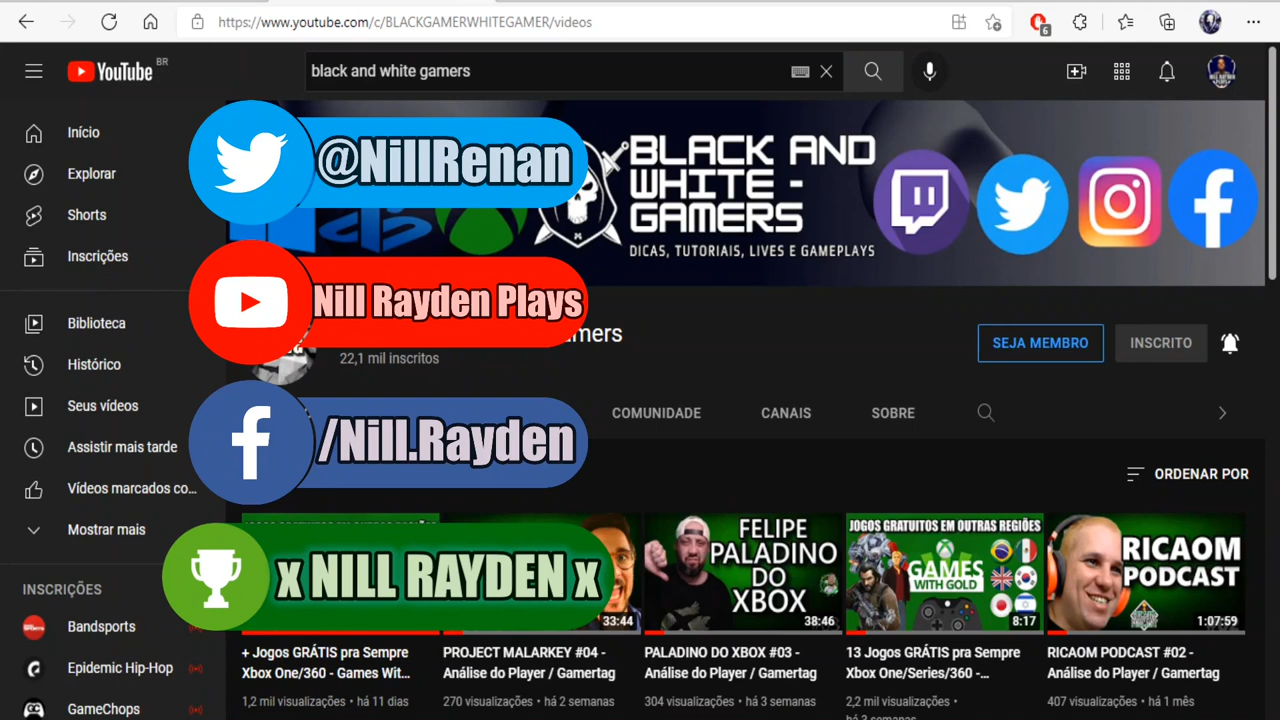 https://www.youtube.com/c/BLACKGAMERWHITEGAMER/videos
6
YouTube BR
black and white gamers
Início
Explorar
Shorts
Inscrições
Biblioteca
Histórico
Seus vídeos
Assistir mais tarde
Vídeos marcados co...
Mostrar mais
INSCRIÇÕES
Bandsports
Epidemic Hip-Hop
GameChops
@NillRenan
Nill Rayden Plays
/Nill.Rayden
x NILL RAYDEN x
BLACK AND
WHITE -
GAMERS
DICAS, TUTORIAIS, LIVES E GAMEPLAYS
22,1 mil inscritos
SEJA MEMBRO
INSCRITO
COMUNIDADE
CANAIS
SOBRE
ORDENAR POR
33:44
FELIPE
PALADINO
DO
XBOX
38:46
JOGOS GRATUITOS EM OUTRAS REGIÕES
GAMES
WITH GOLD
8:17
RICAOM
PODCAST
1:07:59
+ Jogos GRÁTIS pra Sempre
Xbox One/360 - Games Wit...
1,2 mil visualizações • há 11 dias
PROJECT MALARKEY #04 -
Análise do Player / Gamertag
270 visualizações • há 2 semanas
PALADINO DO XBOX #03 -
Análise do Player / Gamertag
304 visualizações • há 3 semanas
13 Jogos GRÁTIS pra Sempre
Xbox One/Series/360 -...
2,2 mil visualizações •
há 3 semanas
RICAOM PODCAST #02 -
Análise do Player / Gamertag
407 visualizações • há 1 mês